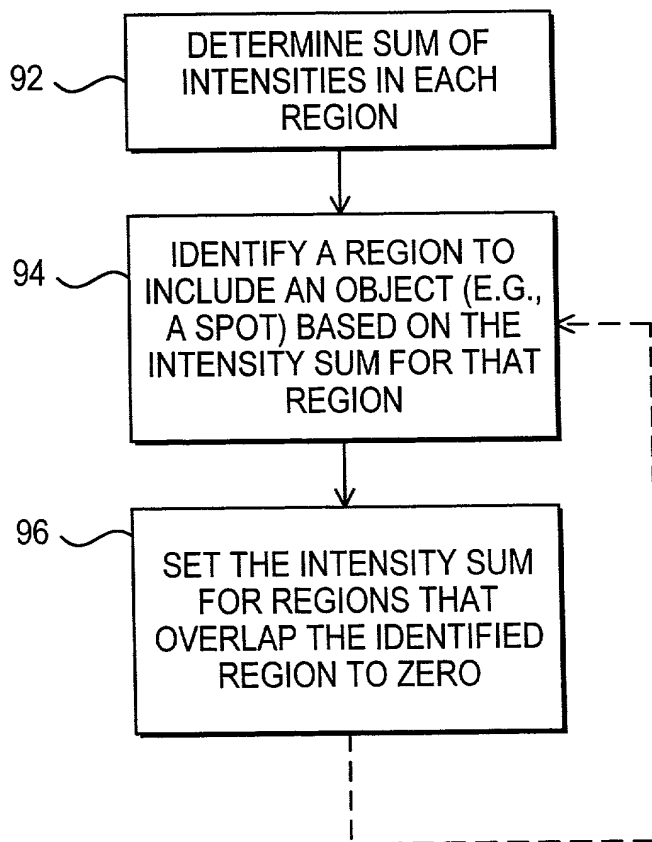 92
DETERMINE SUM OF
INTENSITIES IN EACH
REGION
94
IDENTIFY A REGION TO
INCLUDE AN OBJECT (E.G.,
A SPOT) BASED ON THE
INTENSITY SUM FOR THAT
REGION
96
SET THE INTENSITY SUM
FOR REGIONS THAT
OVERLAP THE IDENTIFIED
REGION TO ZERO